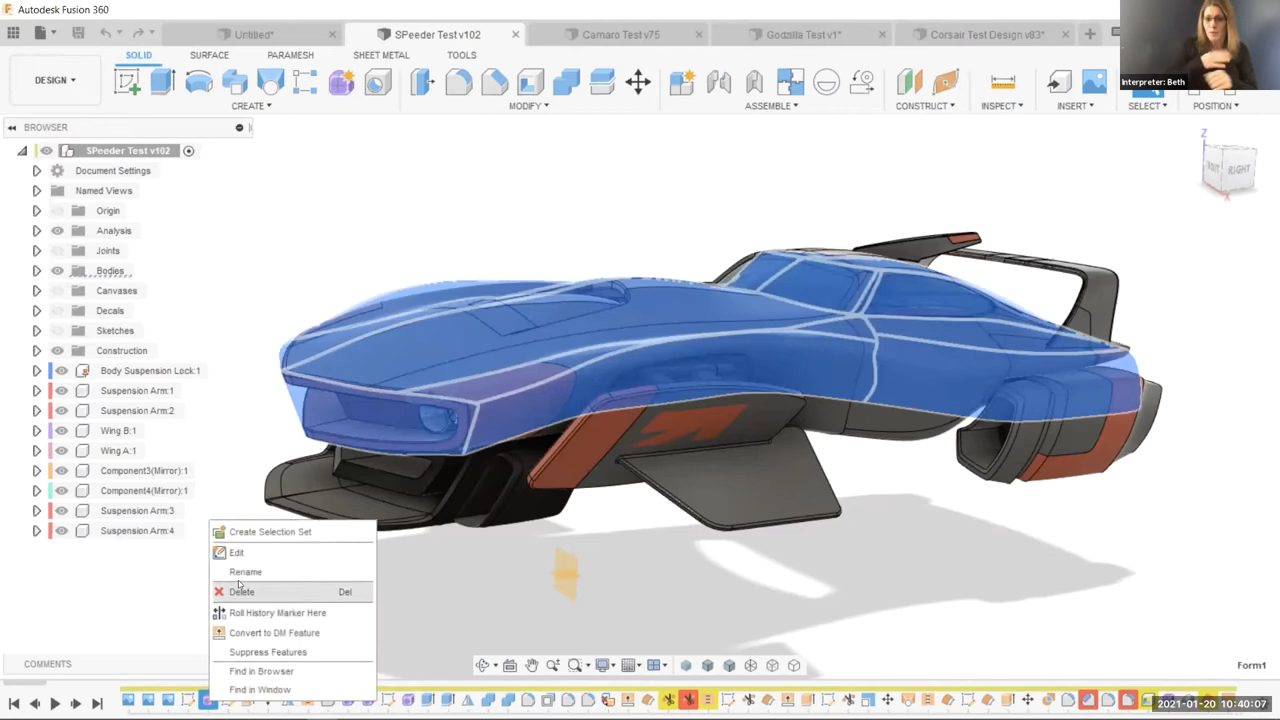 Autodesk Fusion 360
Untitled*
SPeeder Test v102
Camaro Test v75
Godzilla Test v1*
Corsair Test Design v83*
SOLID
SURFACE
PARAMESH
SHEET METAL
TOOLS
DESIGN
CREATE
MODIFY
ASSEMBLE
CONSTRUCT
INSPECT
INSERT
SELECT
POSITION
Interpreter: Beth
BROWSER
SPeeder Test v102
Document Settings
Named Views
Origin
Analysis
Joints
Bodies
Canvases
Decals
Sketches
Construction
Body Suspension Lock:1
Suspension Arm:1
Suspension Arm:2
Wing B:1
Wing A:1
Component3(Mirror):1
Component4(Mirror):1
Suspension Arm:3
Suspension Arm:4
Z
RIGHT
X
Create Selection Set
Edit
Rename
Delete Del
Roll History Marker Here
Convert to DM Feature
Suppress Features
Find in Browser
Find in Window
COMMENTS
Form1
2021-01-20 10:40:07